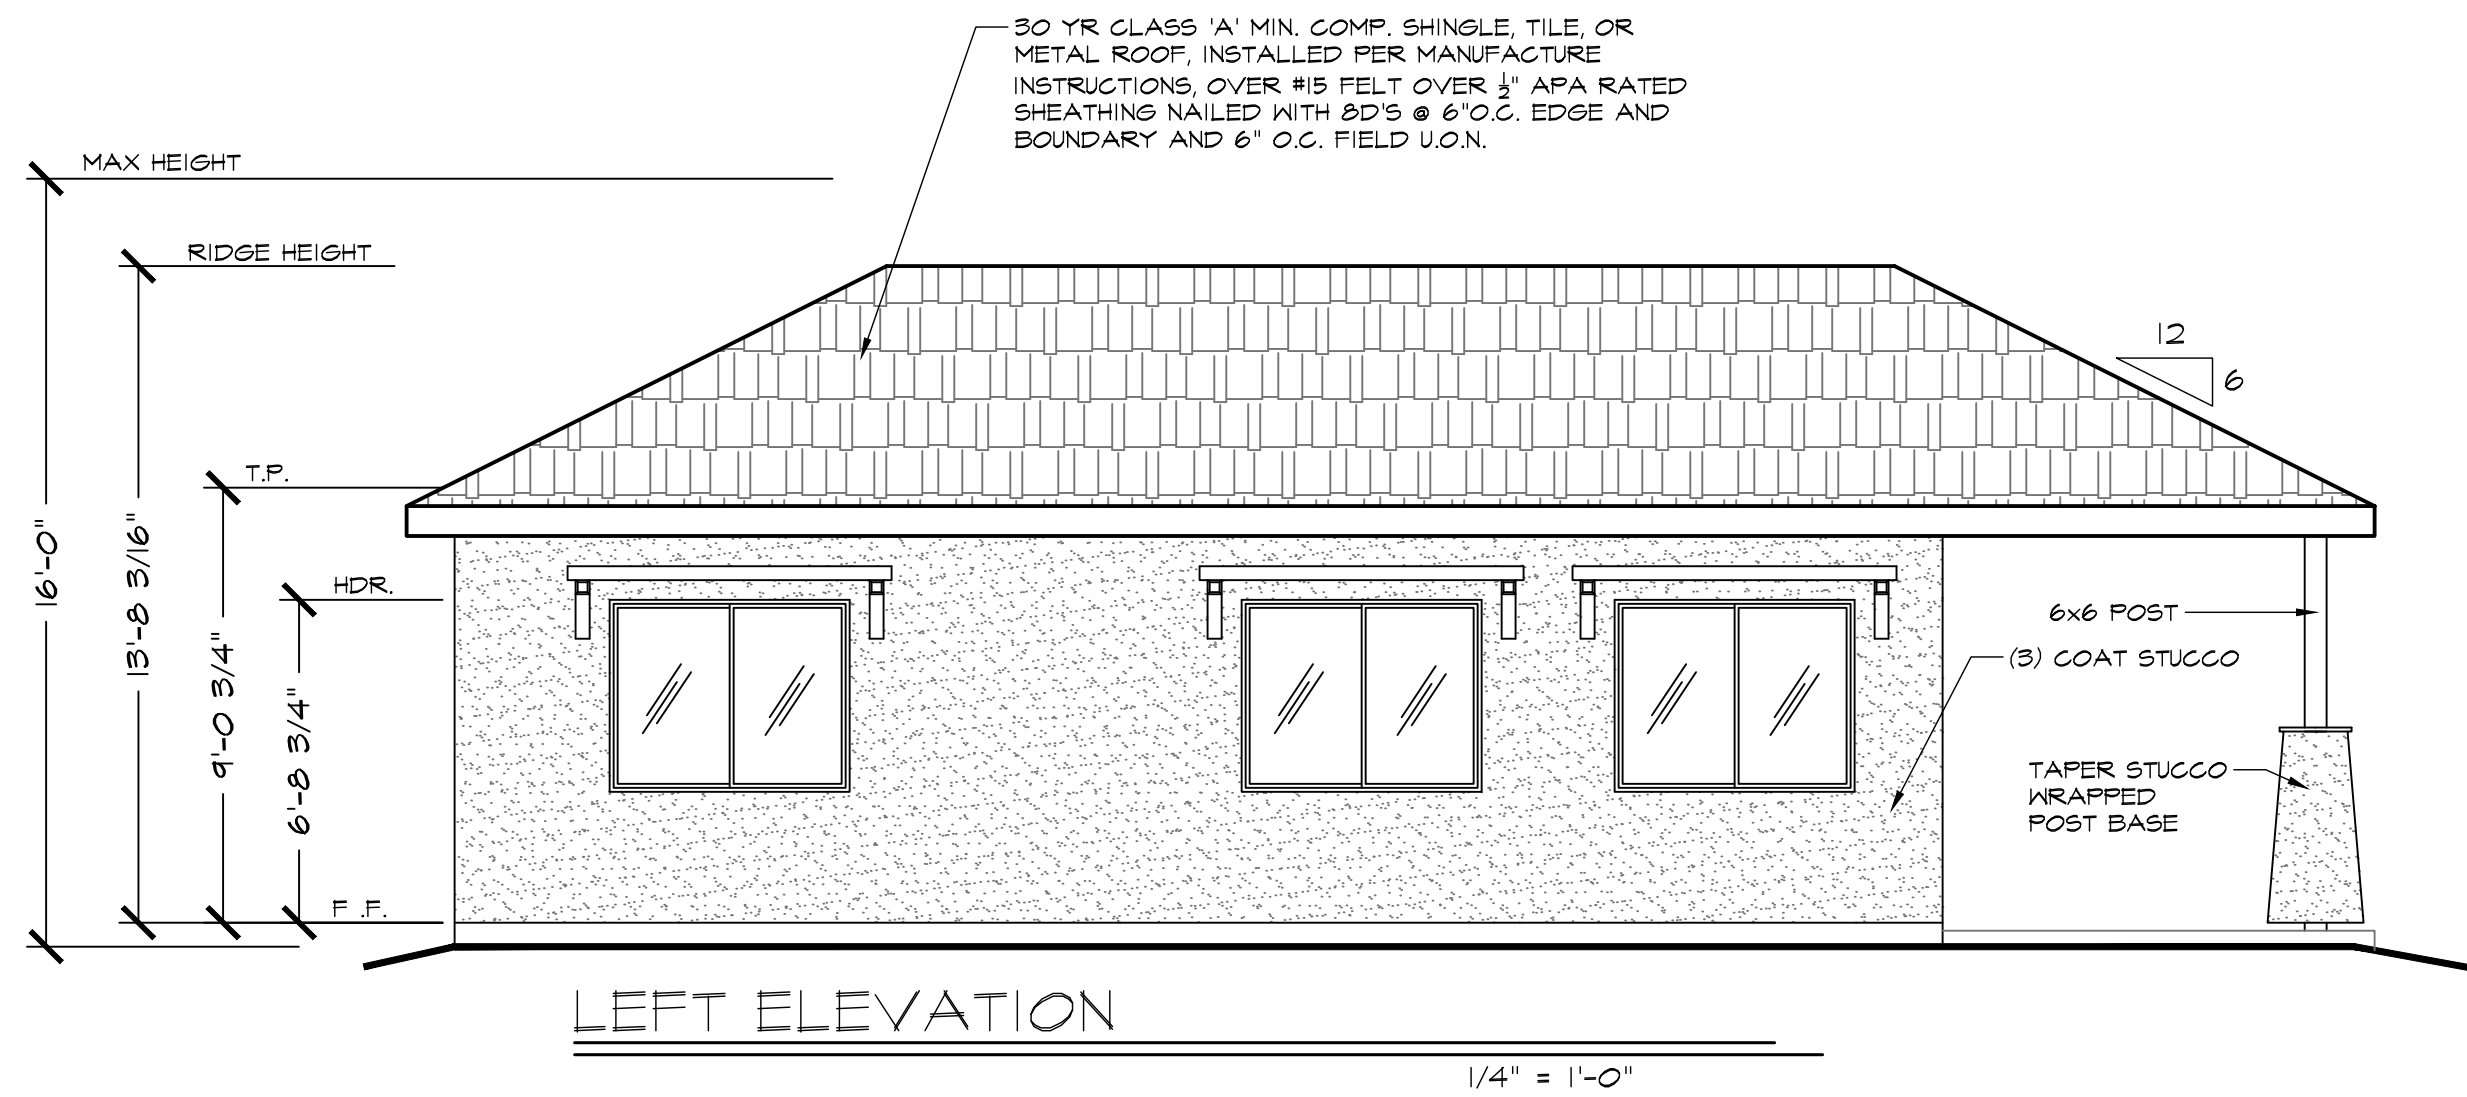 30 YR CLASS 'A' MIN. COMP. SHINGLE, TILE, OR
METAL ROOF, INSTALLED PER MANUFACTURE
INSTRUCTIONS, OVER #15 FELT OVER ½" APA RATED
SHEATHING NAILED WITH 8D'S @ 6"O.C. EDGE AND
BOUNDARY AND 6" O.C. FIELD U.O.N.
MAX HEIGHT
RIDGE HEIGHT
12
6
T.P.
HDR.
F .F.
16'-0"
13'-8 3/16"
9'-0 3/4"
6'-8 3/4"
6x6 POST
(3) COAT STUCCO
TAPER STUCCO
WRAPPED
POST BASE
LEFT ELEVATION
1/4" = 1'-0"